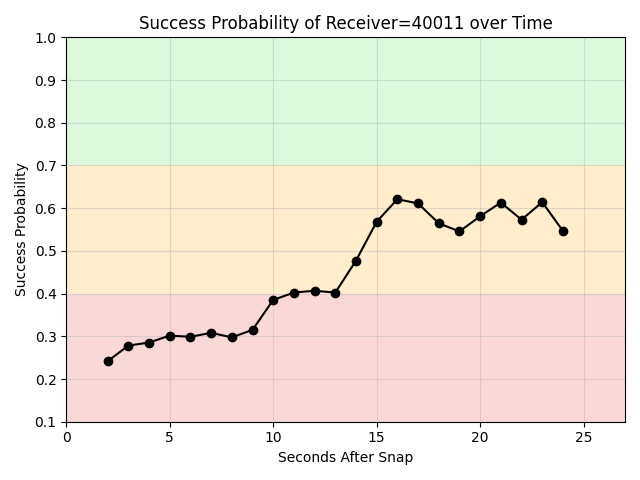 Success Probability of Receiver=40011 over Time
1.0
0.9
0.8
0.7
0.6
0.5
0.4
0.3
0.2
0.1
Success Probability
0 5 10 15 20 25
Seconds After Snap